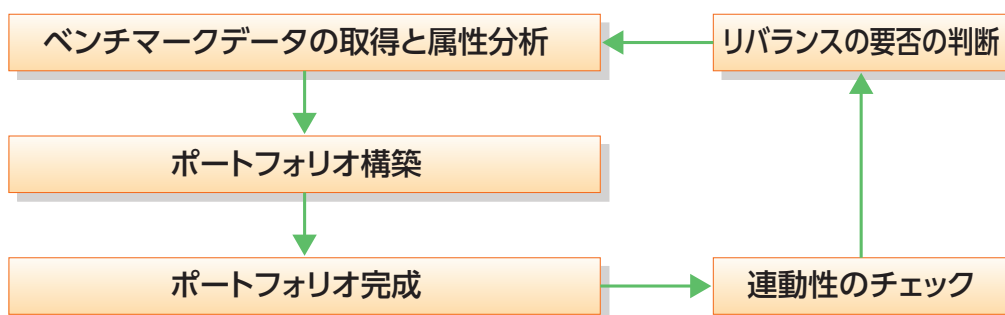 ベンチマークデータの取得と属性分析
リバランスの要否の判断
ポートフォリオ構築
ポートフォリオ完成
連動性のチェック